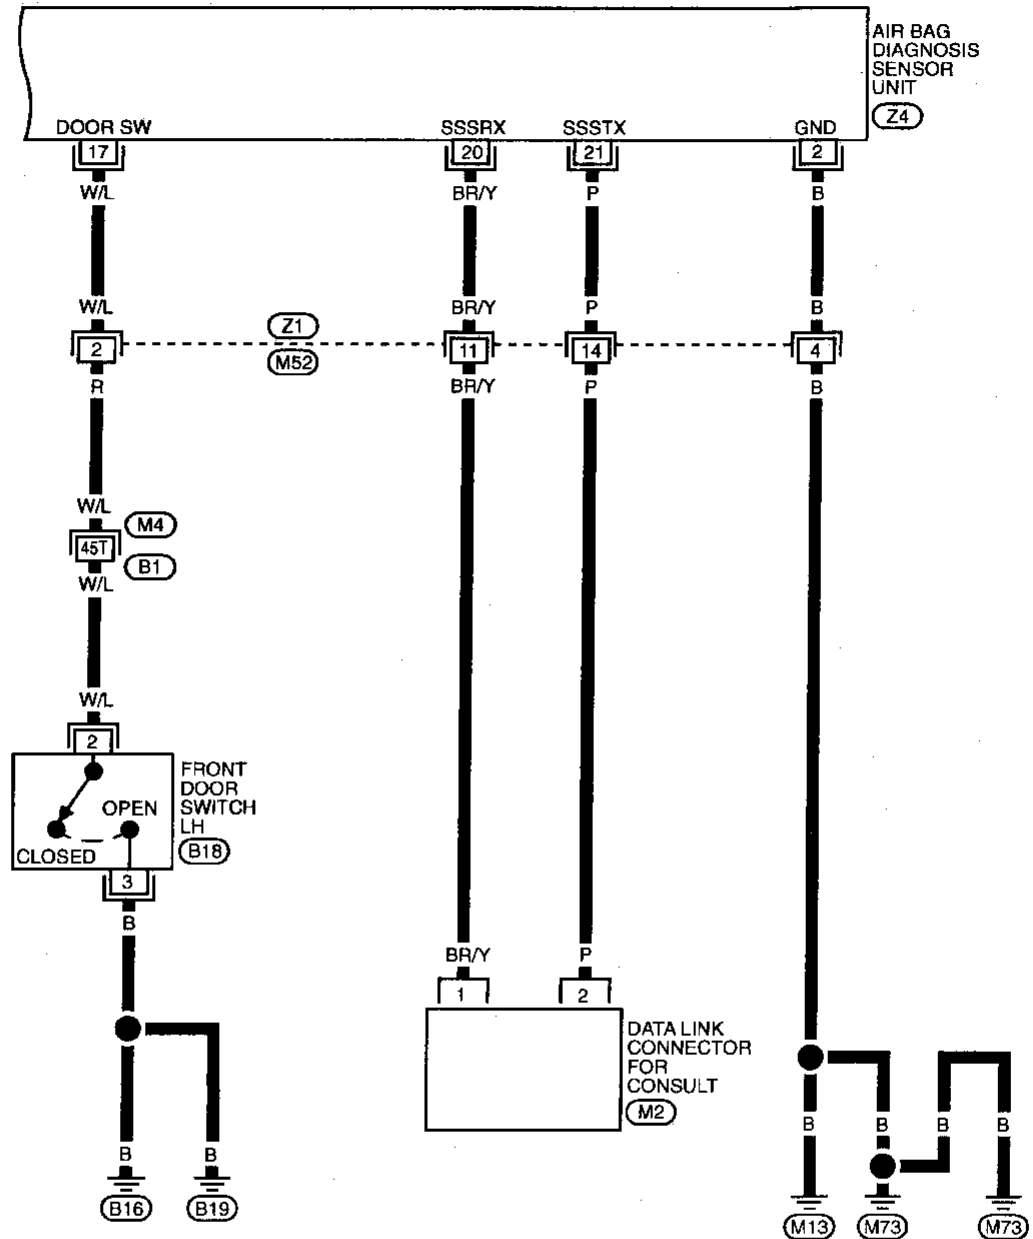 AIR BAG
DIAGNOSIS
SENSOR
UNIT
Z4
DOOR SW SSSRX SSSTX GND
17 20 21 2
W/L BR/Y P B
W/L BR/Y P B
Z1
2 11 14 4
M52
R BR/Y P B
W/L
M4
45T
B1
W/L
W/L
2
FRONT
DOOR
SWITCH
LH
B18
OPEN
CLOSED
3
B
BR/Y P
1 2
DATA LINK
CONNECTOR
FOR
CONSULT
M2
B B B B
B B
B16 B19
M13 M73 M73